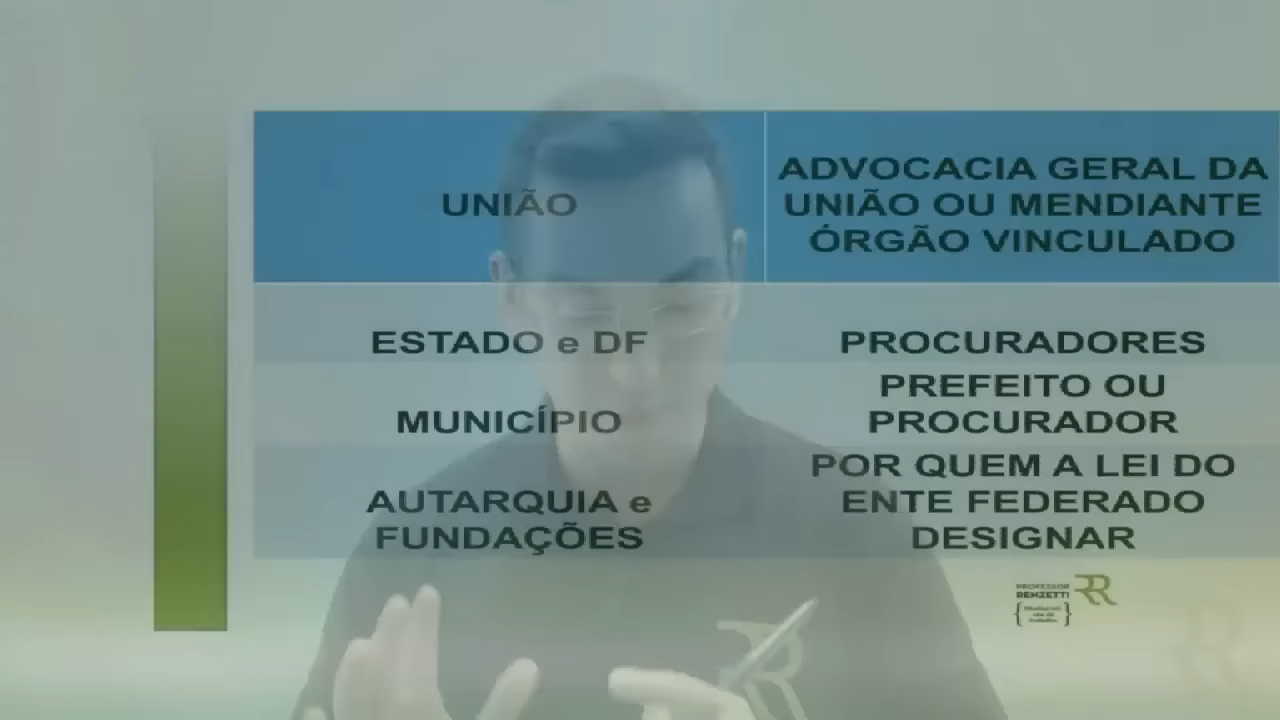 UNIÃO
ADVOCACIA GERAL DA
UNIÃO OU MENDIANTE
ÓRGÃO VINCULADO
ESTADO e DF
PROCURADORES
MUNICÍPIO
PREFEITO OU
PROCURADOR
AUTARQUIA e
FUNDAÇÕES
POR QUEM A LEI DO
ENTE FEDERADO
DESIGNAR
PROFESSOR
RENZETTI
RR